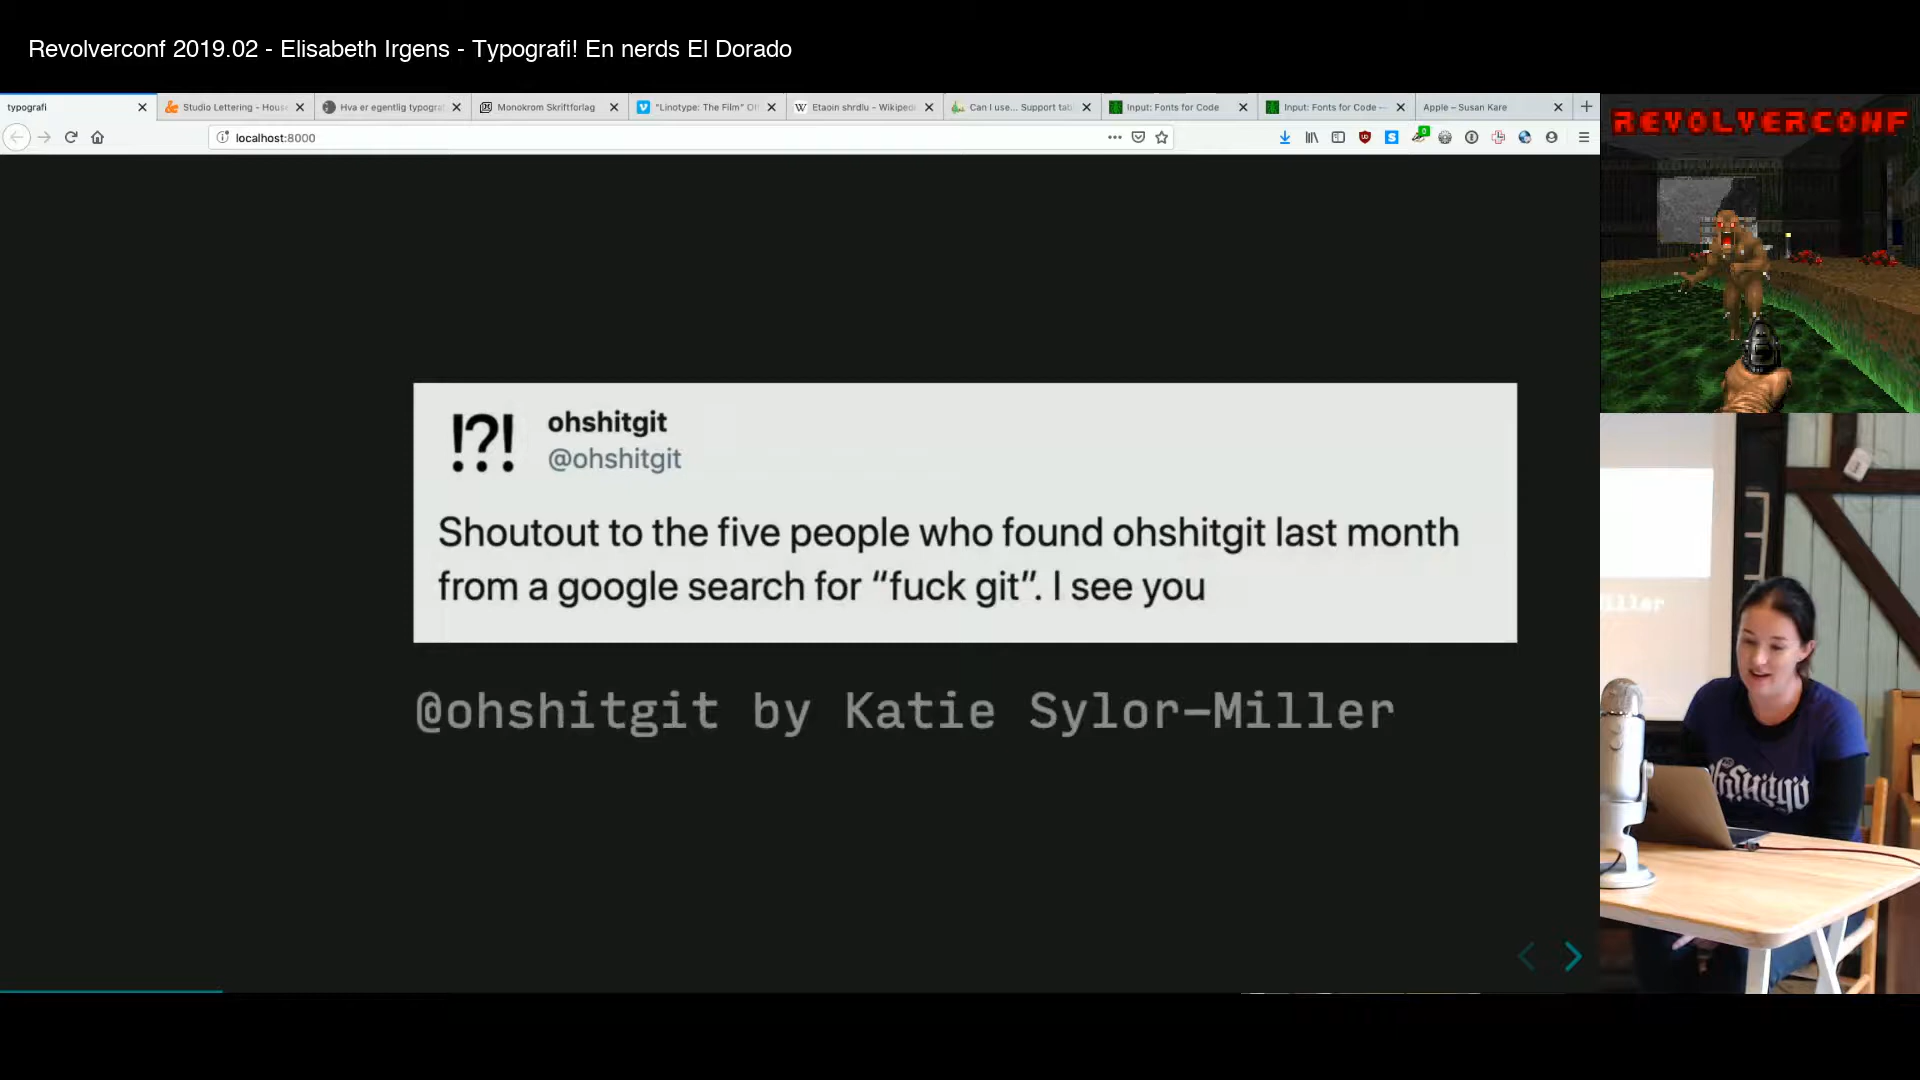 Revolverconf 2019.02 - Elisabeth Irgens - Typografi! En nerds El Dorado
typografi
Studio Lettering - House
Hva er egentlig typograf
Monokrom Skriftforlag
"Linotype: The Film" Of
Etaoin shrdlu - Wikiped
Can I use... Support tab
Input: Fonts for Code
Input: Fonts for Code —
Apple – Susan Kare
localhost:8000
REVOLVERCONF
!?!
ohshitgit
@ohshitgit
Shoutout to the five people who found ohshitgit last month
from a google search for “fuck git”. I see you
@ohshitgit by Katie Sylor-Miller
Miller
ohshitgit